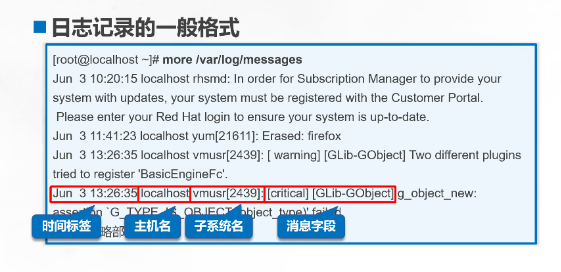 日志记录的一般格式
[root@localhost ~]# more /var/log/messages
Jun 3 10:20:15 localhost rhsmd: In order for Subscription Manager to provide your
system with updates, your system must be registered with the Customer Portal.
Please enter your Red Hat login to ensure your system is up-to-date.
Jun 3 11:41:23 localhost yum[21611]: Erased: firefox
Jun 3 13:26:35 localhost vmusr[2439]: [ warning] [GLib-GObject] Two different plugins
tried to register 'BasicEngineFc'.
Jun 3 13:26:35 localhost vmusr[2439]: [critical] [GLib-GObject] g_object_new:
assertion `G_TYPE_IS_OBJECT (object_type)' failed
时间标签 主机名 子系统名 消息字段
略部